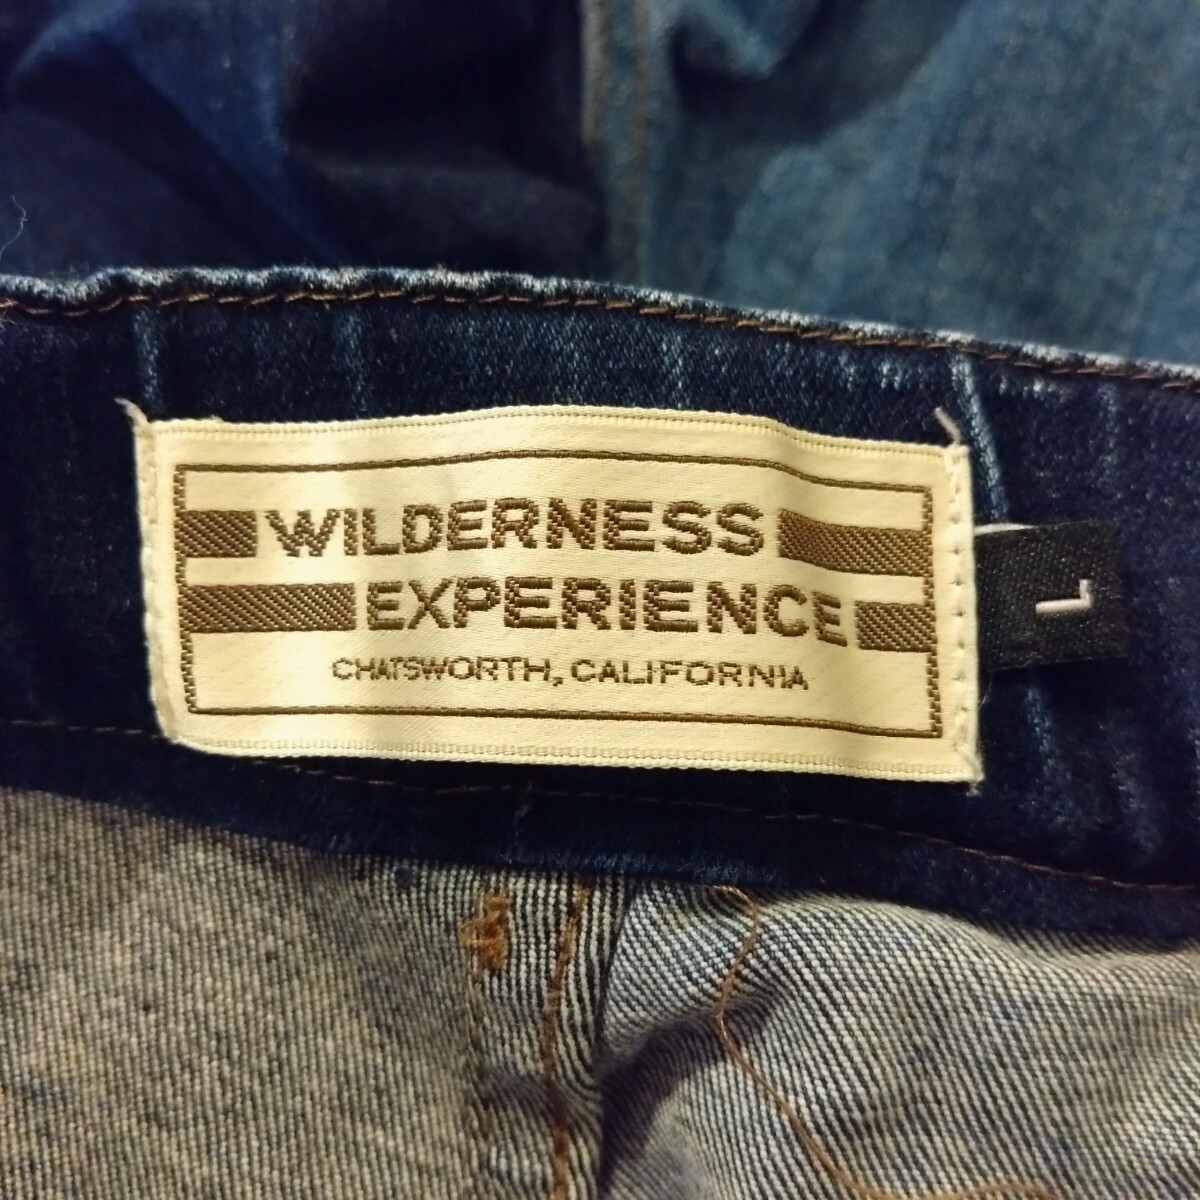 WILDERNESS
EXPERIENCE
CHATSWORTH, CALIFORNIA
L